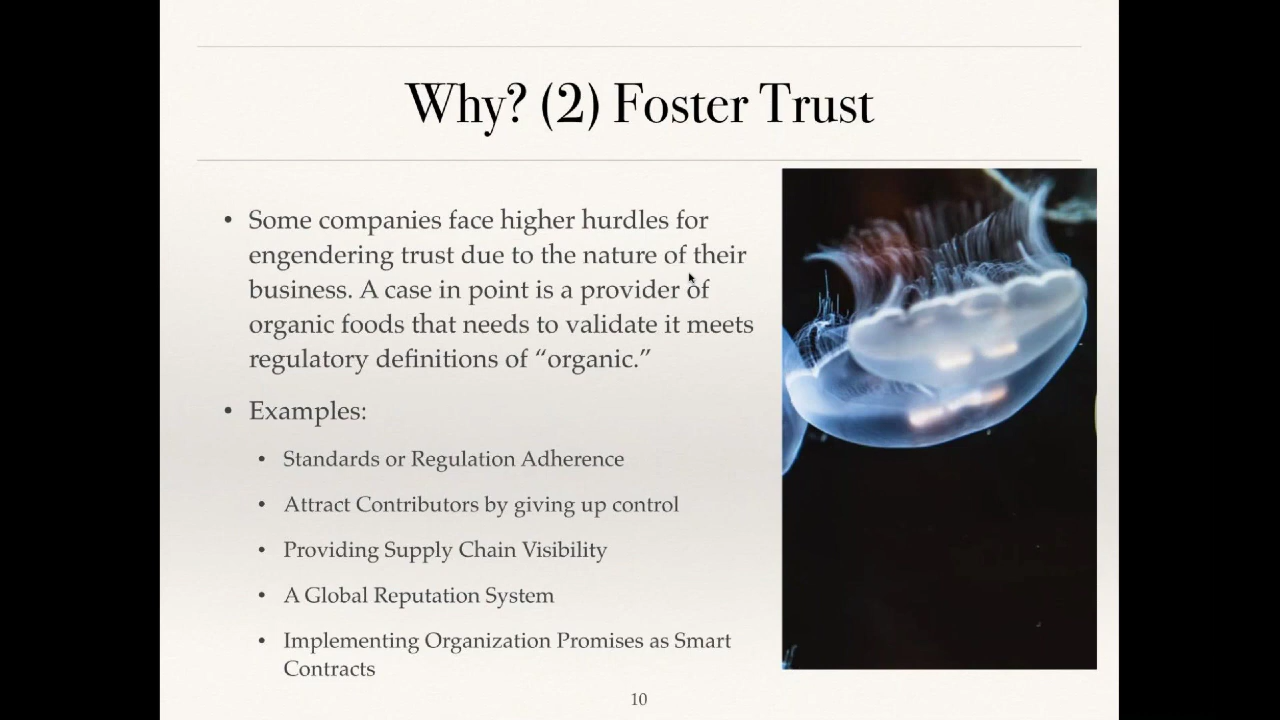 Why? (2) Foster Trust
• Some companies face higher hurdles for
engendering trust due to the nature of their
business. A case in point is a provider of
organic foods that needs to validate it meets
regulatory definitions of “organic.”
• Examples:
• Standards or Regulation Adherence
• Attract Contributors by giving up control
• Providing Supply Chain Visibility
• A Global Reputation System
• Implementing Organization Promises as Smart
Contracts
10